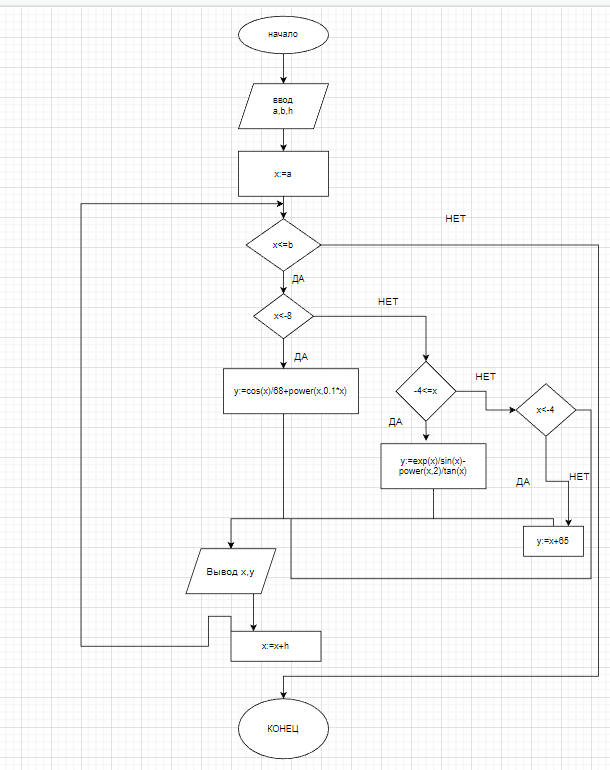 начало
ввод
a,b,h
x:=a
НЕТ
x<=b
ДА
НЕТ
x<-8
ДА
НЕТ
y:=cos(x)/68+power(x,0.1*x)
-4<=x
x<-4
ДА
y:=exp(x)/sin(x)-
power(x,2)/tan(x)
ДА
НЕТ
y:=x+65
Вывод x,y
x:=x+h
КОНЕЦ